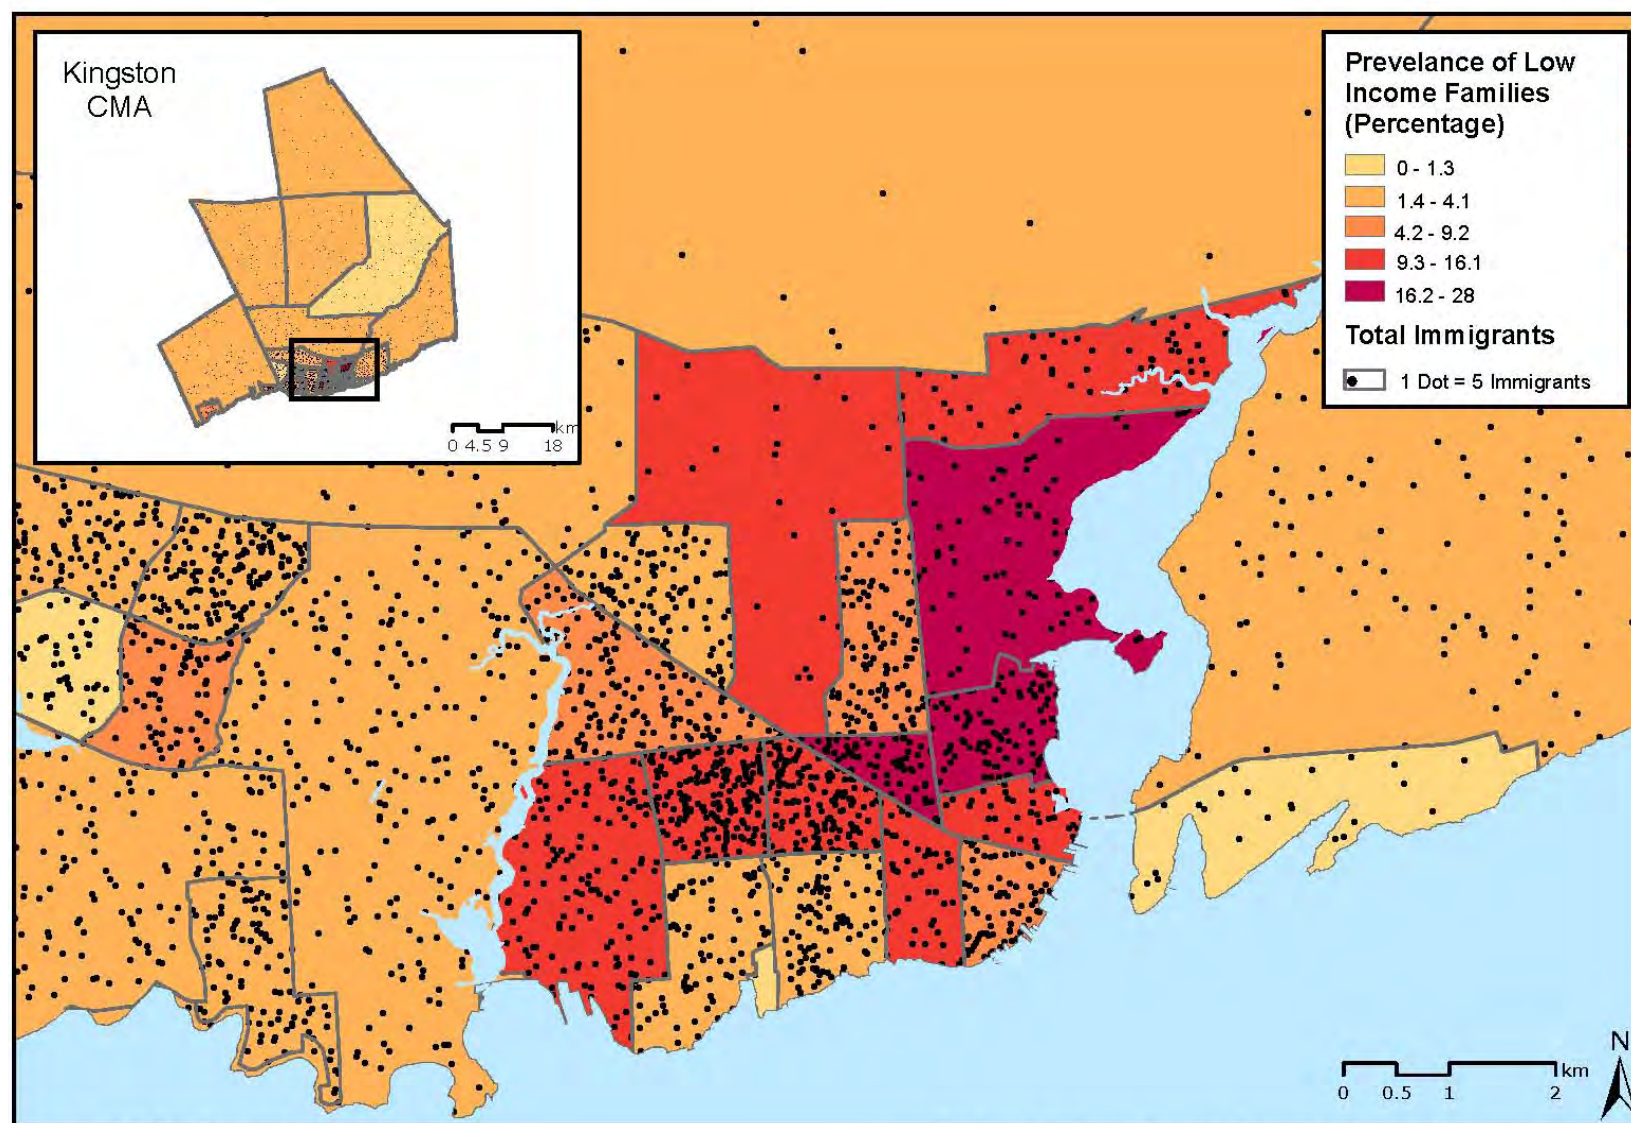 Kingston
CMA
0 4.5 9 18 km
Prevelance of Low
Income Families
(Percentage)
0 - 1.3
1.4 - 4.1
4.2 - 9.2
9.3 - 16.1
16.2 - 28
Total Immigrants
1 Dot = 5 Immigrants
N
km
0 0.5 1 2